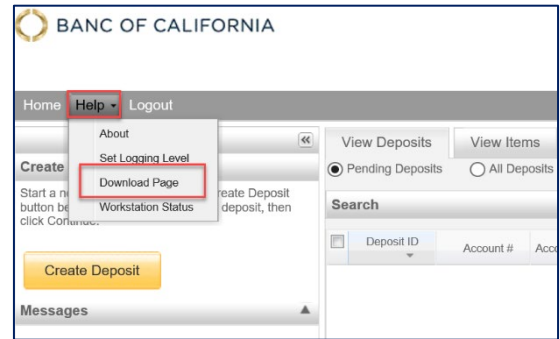 BANC OF CALIFORNIA
Home Help Logout
About
Set Logging Level
Download Page
Workstation Status
Create
Start a n
reate Deposit
button be
deposit, then
click Continue.
Create Deposit
Messages
View Deposits View Items
Pending Deposits All Deposits
Search
Deposit ID Account # Acco